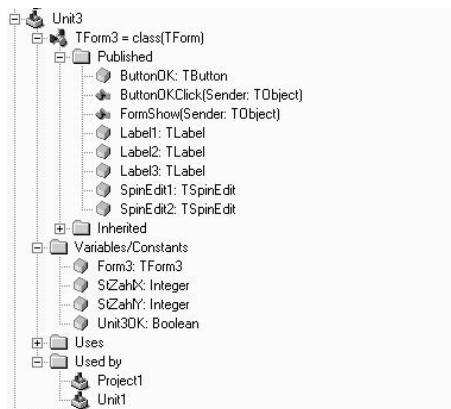 Unit3
TForm3 = class(TForm)
Published
ButtonOK: TButton
ButtonOKClick(Sender: TObject)
FormShow(Sender: TObject)
Label1: TLabel
Label2: TLabel
Label3: TLabel
SpinEdit1: TSpinEdit
SpinEdit2: TSpinEdit
Inherited
Variables/Constants
Form3: TForm3
StZahlX: Integer
StZahlY: Integer
Unit3OK: Boolean
Uses
Used by
Project1
Unit1